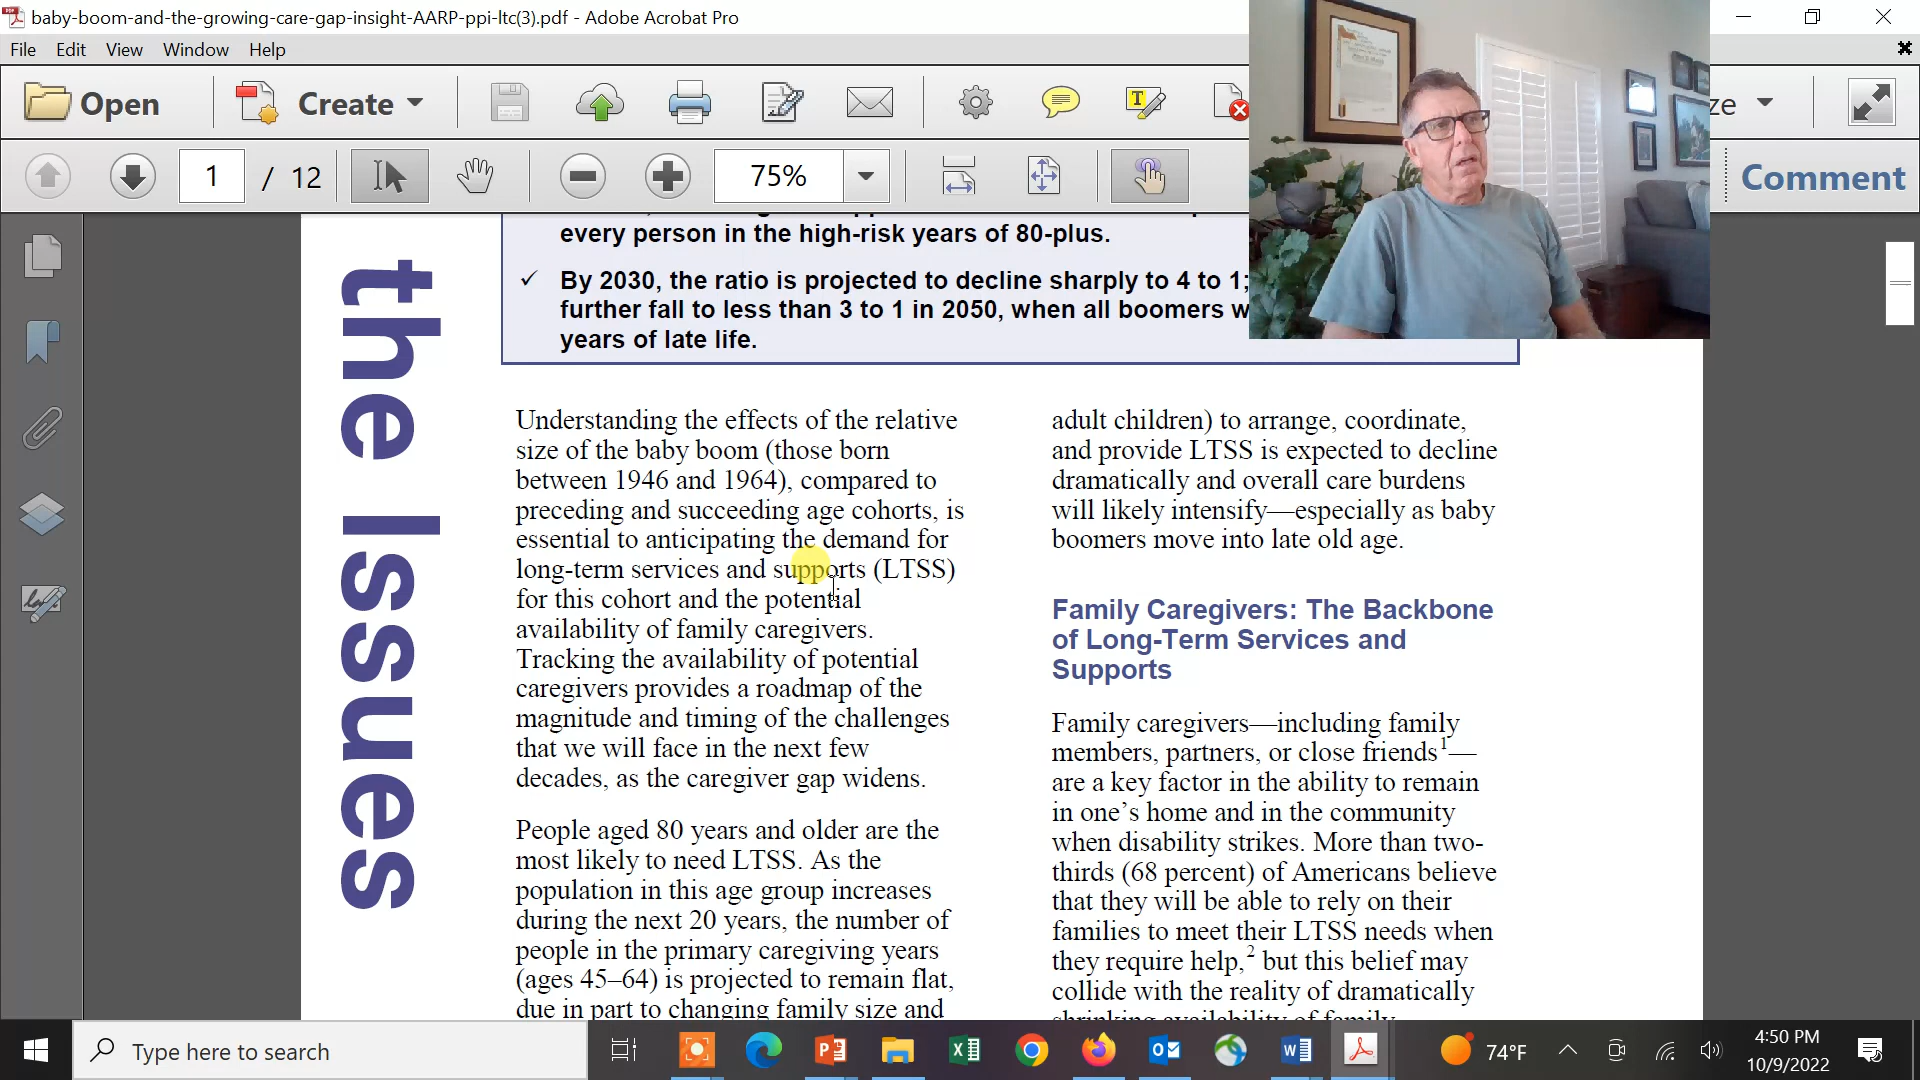 baby-boom-and-the-growing-care-gap-insight-AARP-ppi-ltc(3).pdf - Adobe Acrobat Pro
File Edit View Window Help
Open Create
1 / 12 75% Comment
every person in the high-risk years of 80-plus.
✓ By 2030, the ratio is projected to decline sharply to 4 to 1;
further fall to less than 3 to 1 in 2050, when all boomers w
years of late life.
the Issues
Understanding the effects of the relative
size of the baby boom (those born
between 1946 and 1964), compared to
preceding and succeeding age cohorts, is
essential to anticipating the demand for
long-term services and supports (LTSS)
for this cohort and the potential
availability of family caregivers.
Tracking the availability of potential
caregivers provides a roadmap of the
magnitude and timing of the challenges
that we will face in the next few
decades, as the caregiver gap widens.
People aged 80 years and older are the
most likely to need LTSS. As the
population in this age group increases
during the next 20 years, the number of
people in the primary caregiving years
(ages 45–64) is projected to remain flat,
due in part to changing family size and
adult children) to arrange, coordinate,
and provide LTSS is expected to decline
dramatically and overall care burdens
will likely intensify—especially as baby
boomers move into late old age.
Family Caregivers: The Backbone
of Long-Term Services and
Supports
Family caregivers—including family
members, partners, or close friends1—
are a key factor in the ability to remain
in one's home and in the community
when disability strikes. More than two-
thirds (68 percent) of Americans believe
that they will be able to rely on their
families to meet their LTSS needs when
they require help,2 but this belief may
collide with the reality of dramatically
shrinking availability of family
Type here to search
74°F
4:50 PM
10/9/2022